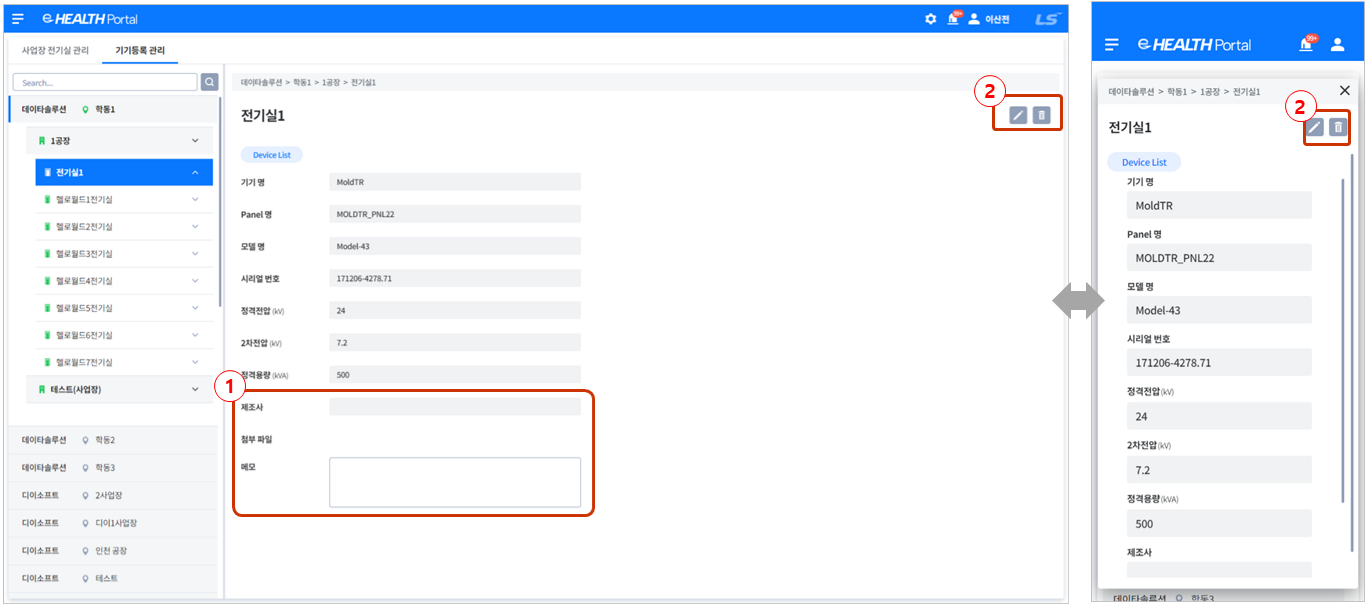 HEALTH Portal
99+
이산전
LS
사업장 전기실 관리
기기등록 관리
Search...
데이타솔루션 학동1
1공장
전기실1
헬로월드1전기실
헬로월드2전기실
헬로월드3전기실
헬로월드4전기실
헬로월드5전기실
헬로월드6전기실
헬로월드7전기실
테스트(사업장)
데이타솔루션 학동2
데이타솔루션 학동3
디이소프트 2사업장
디이소프트 디이1사업장
디이소프트 인천 공장
디이소프트 테스트
데이타솔루션 > 학동1 > 1공장 > 전기실1
전기실1
2
Device List
기기 명 MoldTR
Panel 명 MOLDTR_PNL22
모델 명 Model-43
시리얼 번호 171206-4278.71
정격전압 (kV) 24
2차전압 (kV) 7.2
정격용량 (kVA) 500
1
제조사
첨부 파일
메모
HEALTH Portal
99+
데이타솔루션 > 학동1 > 1공장 > 전기실1
전기실1
2
Device List
기기 명
MoldTR
Panel 명
MOLDTR_PNL22
모델 명
Model-43
시리얼 번호
171206-4278.71
정격전압(kV)
24
2차전압(kV)
7.2
정격용량(kVA)
500
제조사
데이타솔루션 학동3